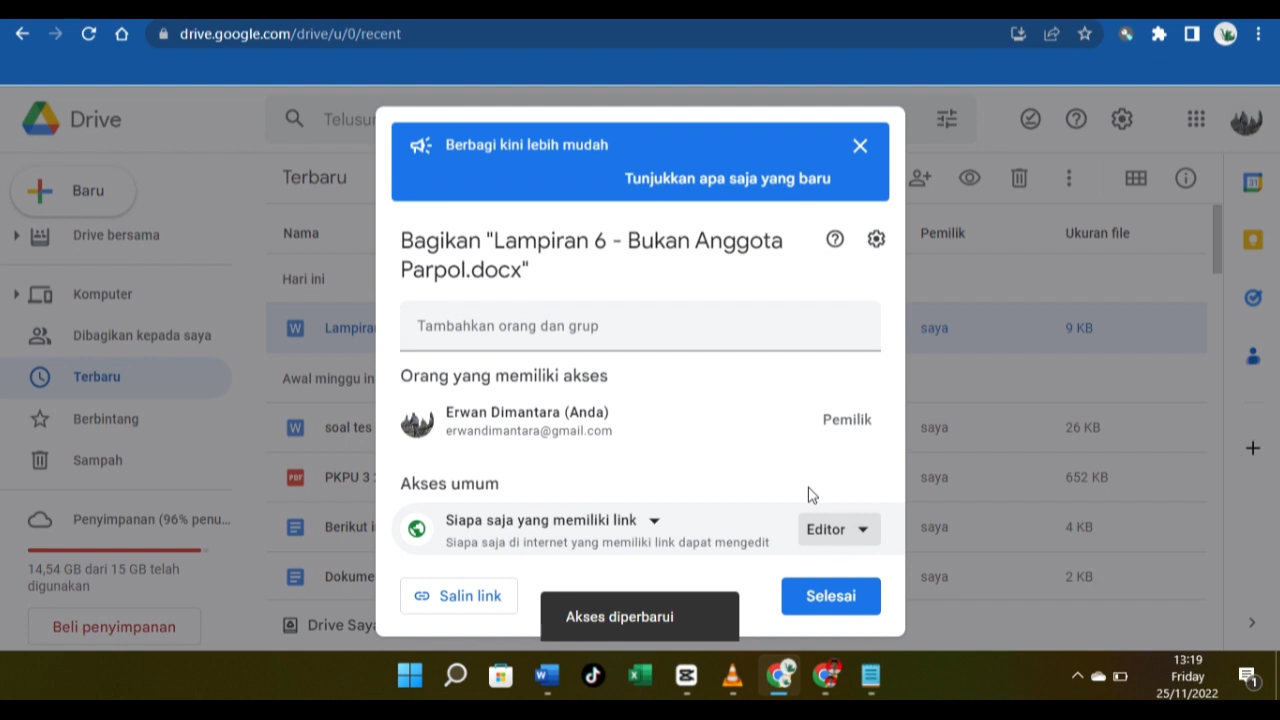 drive.google.com/drive/u/0/recent
Drive
Telusu
Baru
Drive bersama
Komputer
Dibagikan kepada saya
Terbaru
Berbintang
Sampah
Penyimpanan (96% penu...
14,54 GB dari 15 GB telah
digunakan
Beli penyimpanan
Terbaru
Nama
Pemilik
Ukuran file
Hari ini
Lampira
saya
9 KB
Awal minggu in
soal tes
saya
26 KB
PDF
PKPU 3
saya
652 KB
Berikut i
saya
4 KB
Dokume
saya
2 KB
Drive Saya
Berbagi kini lebih mudah
Tunjukkan apa saja yang baru
Bagikan "Lampiran 6 - Bukan Anggota
Parpol.docx"
Tambahkan orang dan grup
Orang yang memiliki akses
Erwan Dimantara (Anda)
erwandimantara@gmail.com
Pemilik
Akses umum
Siapa saja yang memiliki link
Siapa saja di internet yang memiliki link dapat mengedit
Editor
Salin link
Akses diperbarui
Selesai
13:19
Friday
25/11/2022
1